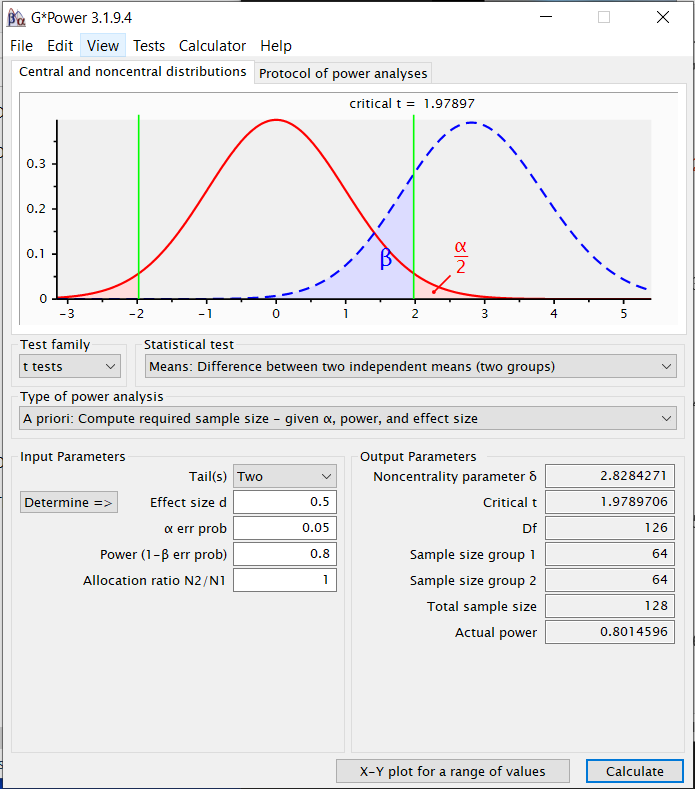 G*Power 3.1.9.4
File Edit View Tests Calculator Help
Central and noncentral distributions Protocol of power analyses
critical t = 1.97897
0.3
0.2
0.1
0
β
α
2
-3 -2 -1 0 1 2 3 4 5
Test family Statistical test
t tests Means: Difference between two independent means (two groups)
Type of power analysis
A priori: Compute required sample size - given α, power, and effect size
Input Parameters
Tail(s) Two
Determine => Effect size d 0.5
α err prob 0.05
Power (1-β err prob) 0.8
Allocation ratio N2/N1 1
Output Parameters
Noncentrality parameter δ 2.8284271
Critical t 1.9789706
Df 126
Sample size group 1 64
Sample size group 2 64
Total sample size 128
Actual power 0.8014596
X-Y plot for a range of values Calculate